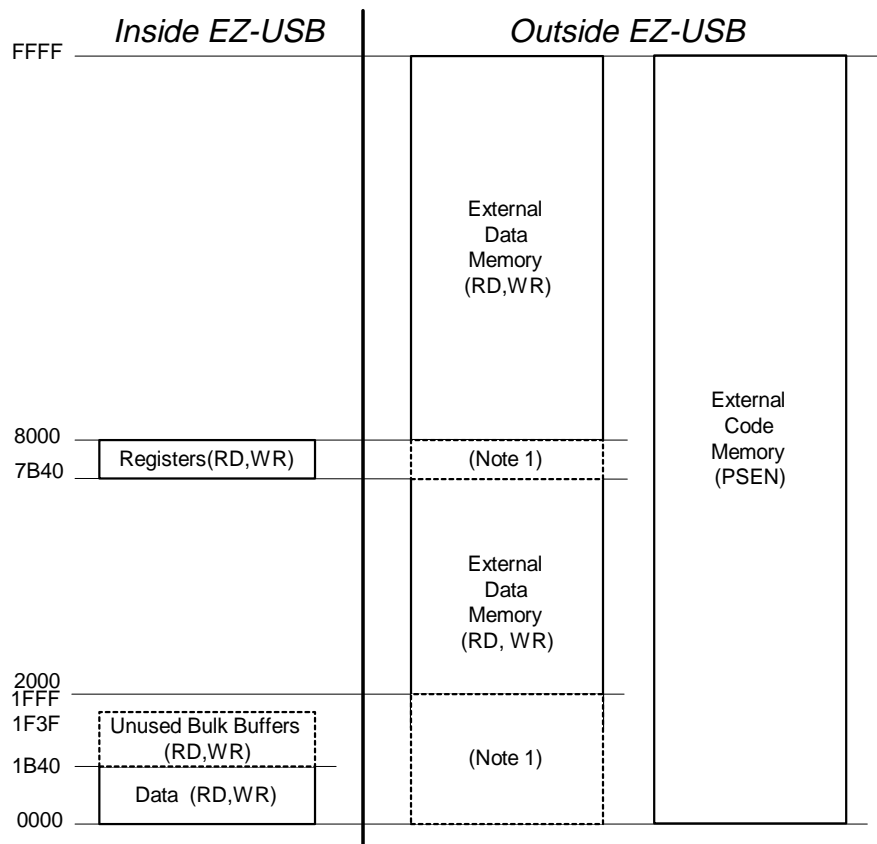 Inside EZ-USB
Outside EZ-USB
FFFF
External
Data
Memory
(RD,WR)
External
Code
Memory
(PSEN)
8000
Registers(RD,WR)
(Note 1)
7B40
External
Data
Memory
(RD, WR)
2000
1FFF
1F3F
Unused Bulk Buffers
(RD,WR)
(Note 1)
1B40
Data (RD,WR)
0000